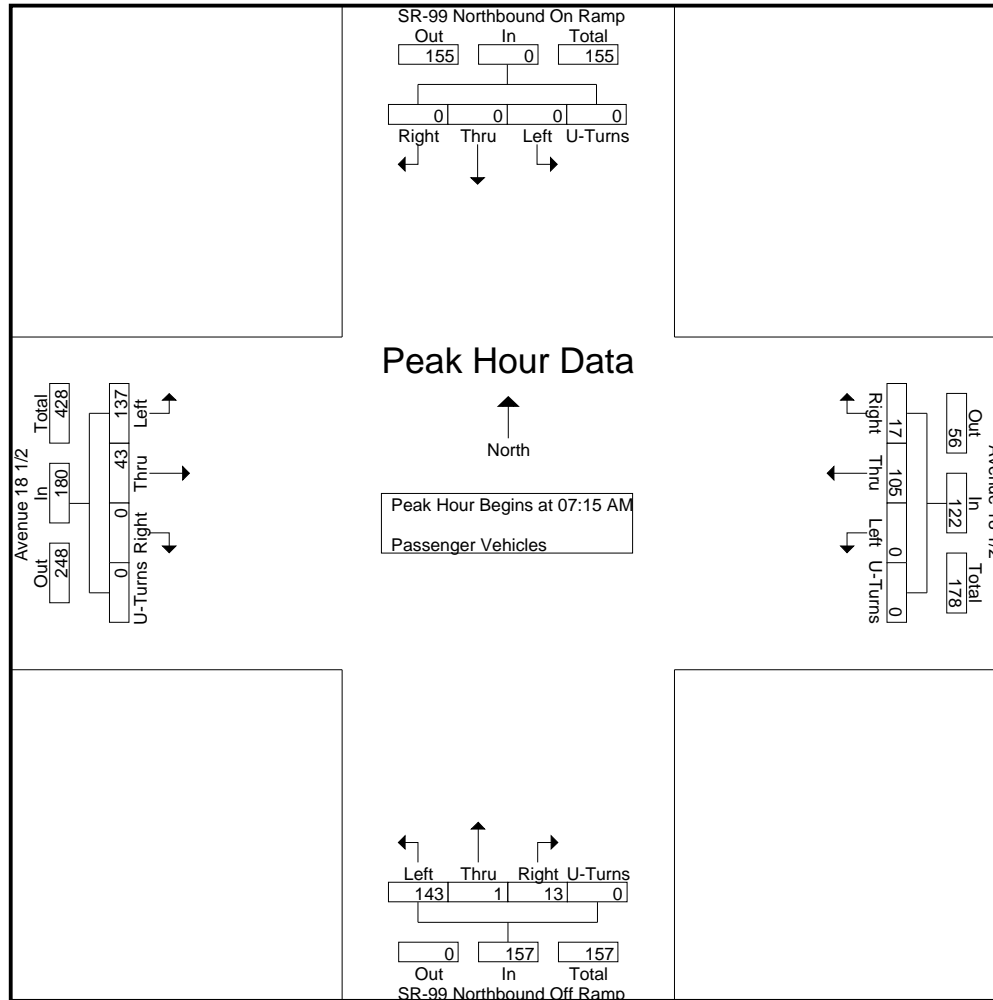 SR-99 Northbound On Ramp
Out In Total
155 0 155
0 0 0 0
Right Thru Left U-Turns
Peak Hour Data
North
Peak Hour Begins at 07:15 AM
Passenger Vehicles
Avenue 18 1/2
Out In Total
248 180 428
0 0 43 137
U-Turns Right Thru Left
Avenue 18 1/2
Out In Total
56 122 178
17 105 0 0
Right Thru Left U-Turns
Left Thru Right U-Turns
143 1 13 0
0 157 157
Out In Total
SR-99 Northbound Off Ramp